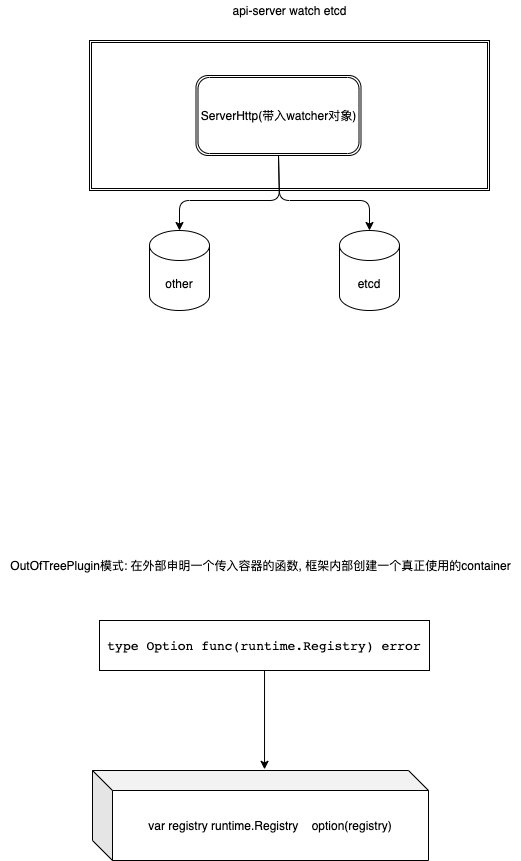 api-server watch etcd
ServerHttp(带入watcher对象)
other
etcd
OutOfTreePlugin模式: 在外部申明一个传入容器的函数, 框架内部创建一个真正使用的container
type Option func(runtime.Registry) error
var registry runtime.Registry    option(registry)